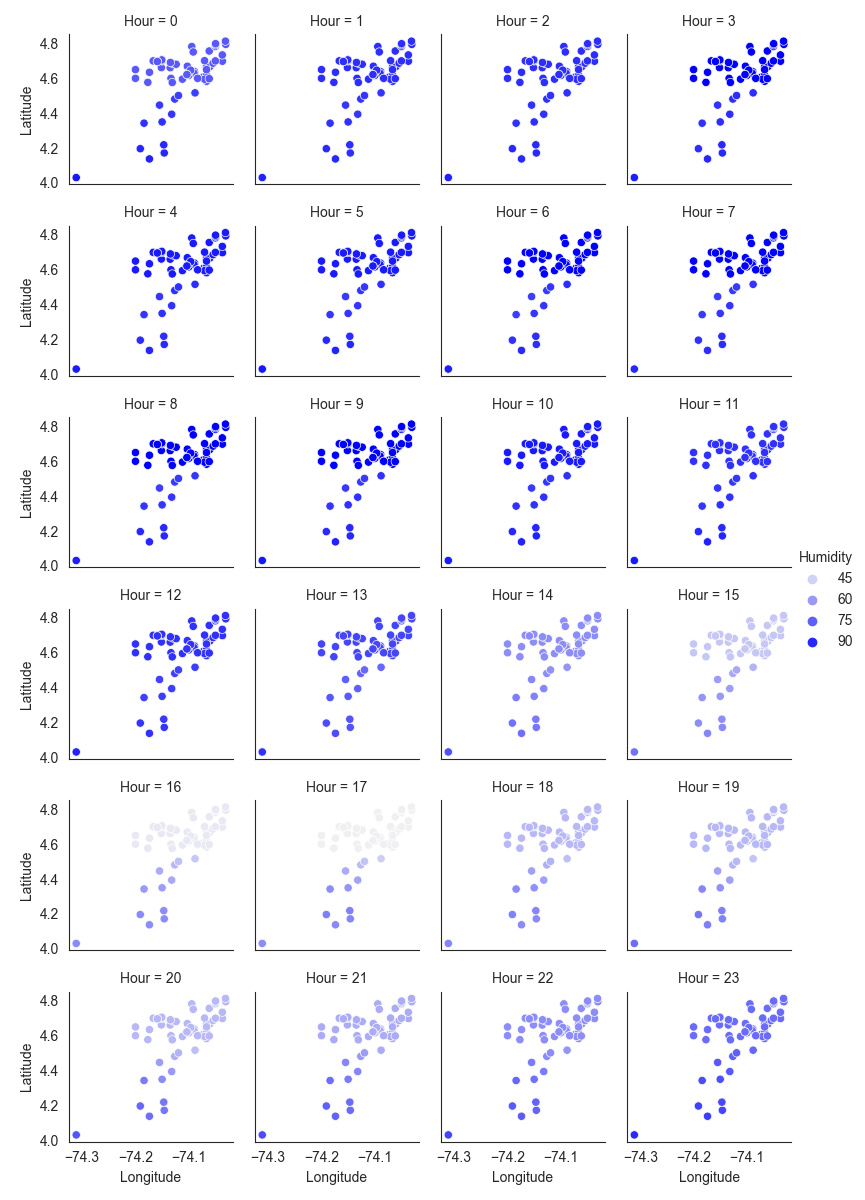 Hour = 0
Hour = 1
Hour = 2
Hour = 3
4.8
4.6
4.4
4.2
4.0
Latitude
Hour = 4
Hour = 5
Hour = 6
Hour = 7
4.8
4.6
4.4
4.2
4.0
Latitude
Hour = 8
Hour = 9
Hour = 10
Hour = 11
4.8
4.6
4.4
4.2
4.0
Latitude
Humidity
45
60
75
90
Hour = 12
Hour = 13
Hour = 14
Hour = 15
4.8
4.6
4.4
4.2
4.0
Latitude
Hour = 16
Hour = 17
Hour = 18
Hour = 19
4.8
4.6
4.4
4.2
4.0
Latitude
Hour = 20
Hour = 21
Hour = 22
Hour = 23
4.8
4.6
4.4
4.2
4.0
Latitude
−74.3 −74.2 −74.1
−74.3 −74.2 −74.1
−74.3 −74.2 −74.1
−74.3 −74.2 −74.1
Longitude
Longitude
Longitude
Longitude